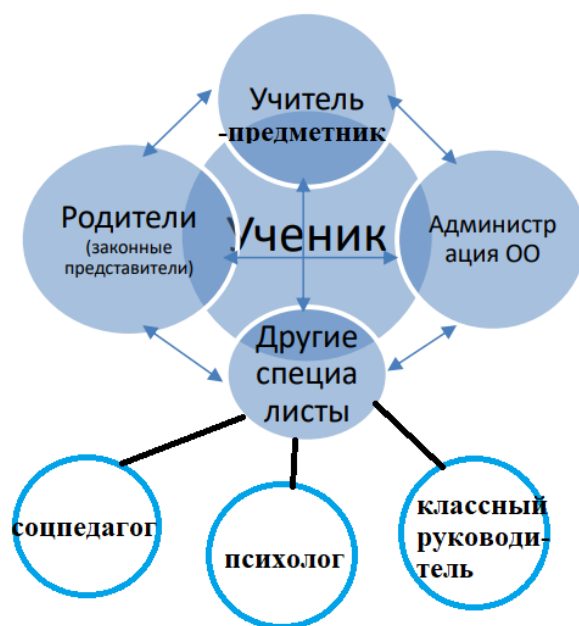 Учитель
-предметник
Родители
(законные
представители)
Ученик
Администр
ация ОО
Другие
специа
листы
соцпедагог
психолог
классный
руководи-
тель